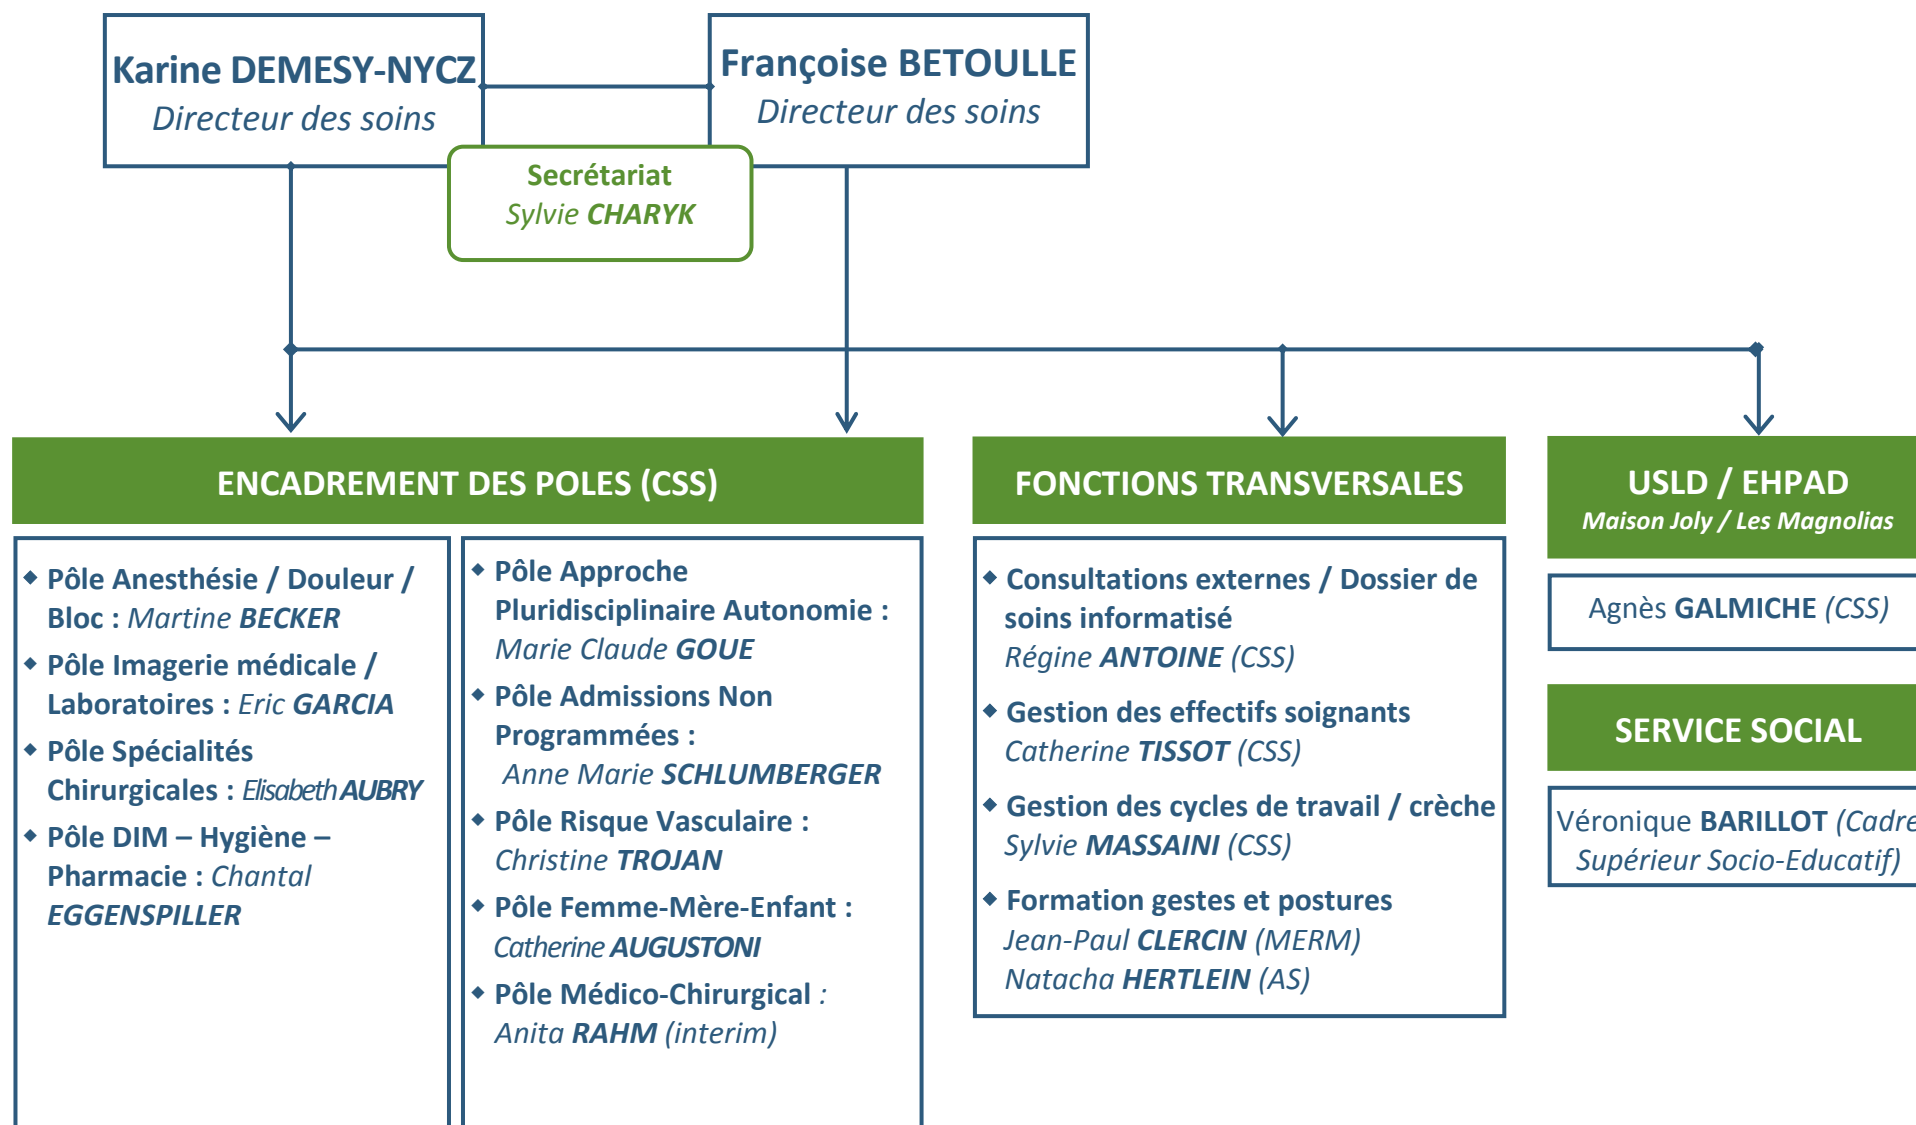 Karine DEMESY-NYCZ
Directeur des soins
Françoise BETOULLE
Directeur des soins
Secrétariat
Sylvie CHARYK
ENCADREMENT DES POLES (CSS)
◆ Pôle Anesthésie / Douleur /
Bloc : Martine BECKER
◆ Pôle Imagerie médicale /
Laboratoires : Eric GARCIA
◆ Pôle Spécialités
Chirurgicales : Elisabeth AUBRY
◆ Pôle DIM – Hygiène –
Pharmacie : Chantal
EGGENSPILLER
◆ Pôle Approche
Pluridisciplinaire Autonomie :
Marie Claude GOUE
◆ Pôle Admissions Non
Programmées :
Anne Marie SCHLUMBERGER
◆ Pôle Risque Vasculaire :
Christine TROJAN
◆ Pôle Femme-Mère-Enfant :
Catherine AUGUSTONI
◆ Pôle Médico-Chirurgical :
Anita RAHM (interim)
FONCTIONS TRANSVERSALES
◆ Consultations externes / Dossier de
soins informatisé
Régine ANTOINE (CSS)
◆ Gestion des effectifs soignants
Catherine TISSOT (CSS)
◆ Gestion des cycles de travail / crèche
Sylvie MASSAINI (CSS)
◆ Formation gestes et postures
Jean-Paul CLERCIN (MERM)
Natacha HERTLEIN (AS)
USLD / EHPAD
Maison Joly / Les Magnolias
Agnès GALMICHE (CSS)
SERVICE SOCIAL
Véronique BARILLOT (Cadre
Supérieur Socio-Educatif)